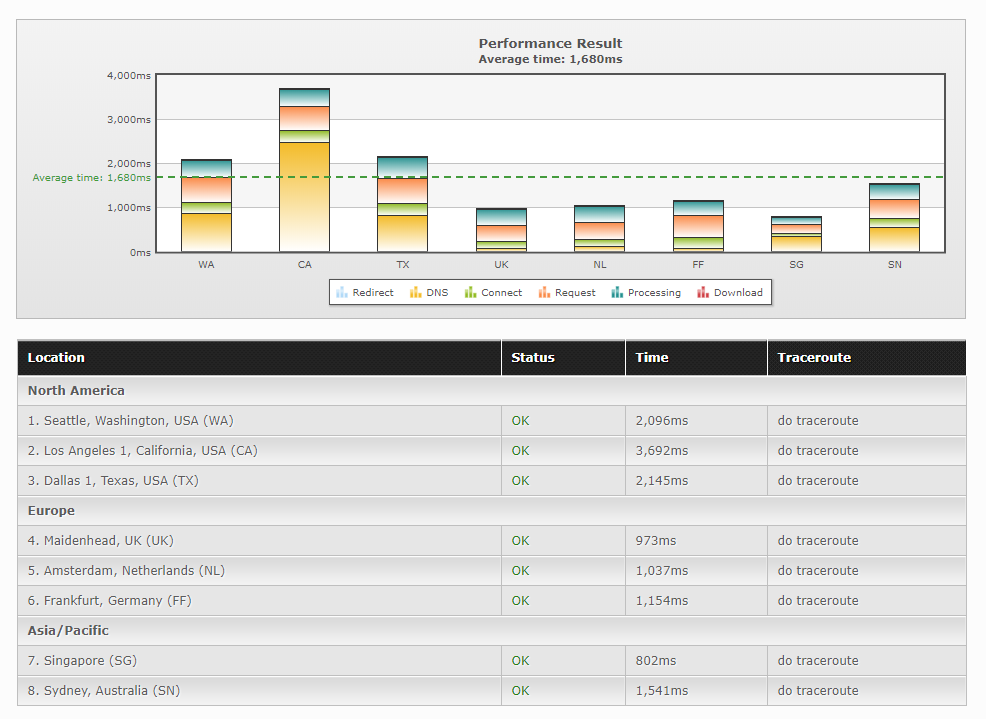 Performance Result
Average time: 1,680ms
4,000ms
3,000ms
2,000ms
Average time: 1,680ms
1,000ms
0ms
WA CA TX UK NL FF SG SN
Redirect DNS Connect Request Processing Download
Location Status Time Traceroute
North America
1. Seattle, Washington, USA (WA) OK 2,096ms do traceroute
2. Los Angeles 1, California, USA (CA) OK 3,692ms do traceroute
3. Dallas 1, Texas, USA (TX) OK 2,145ms do traceroute
Europe
4. Maidenhead, UK (UK) OK 973ms do traceroute
5. Amsterdam, Netherlands (NL) OK 1,037ms do traceroute
6. Frankfurt, Germany (FF) OK 1,154ms do traceroute
Asia/Pacific
7. Singapore (SG) OK 802ms do traceroute
8. Sydney, Australia (SN) OK 1,541ms do traceroute